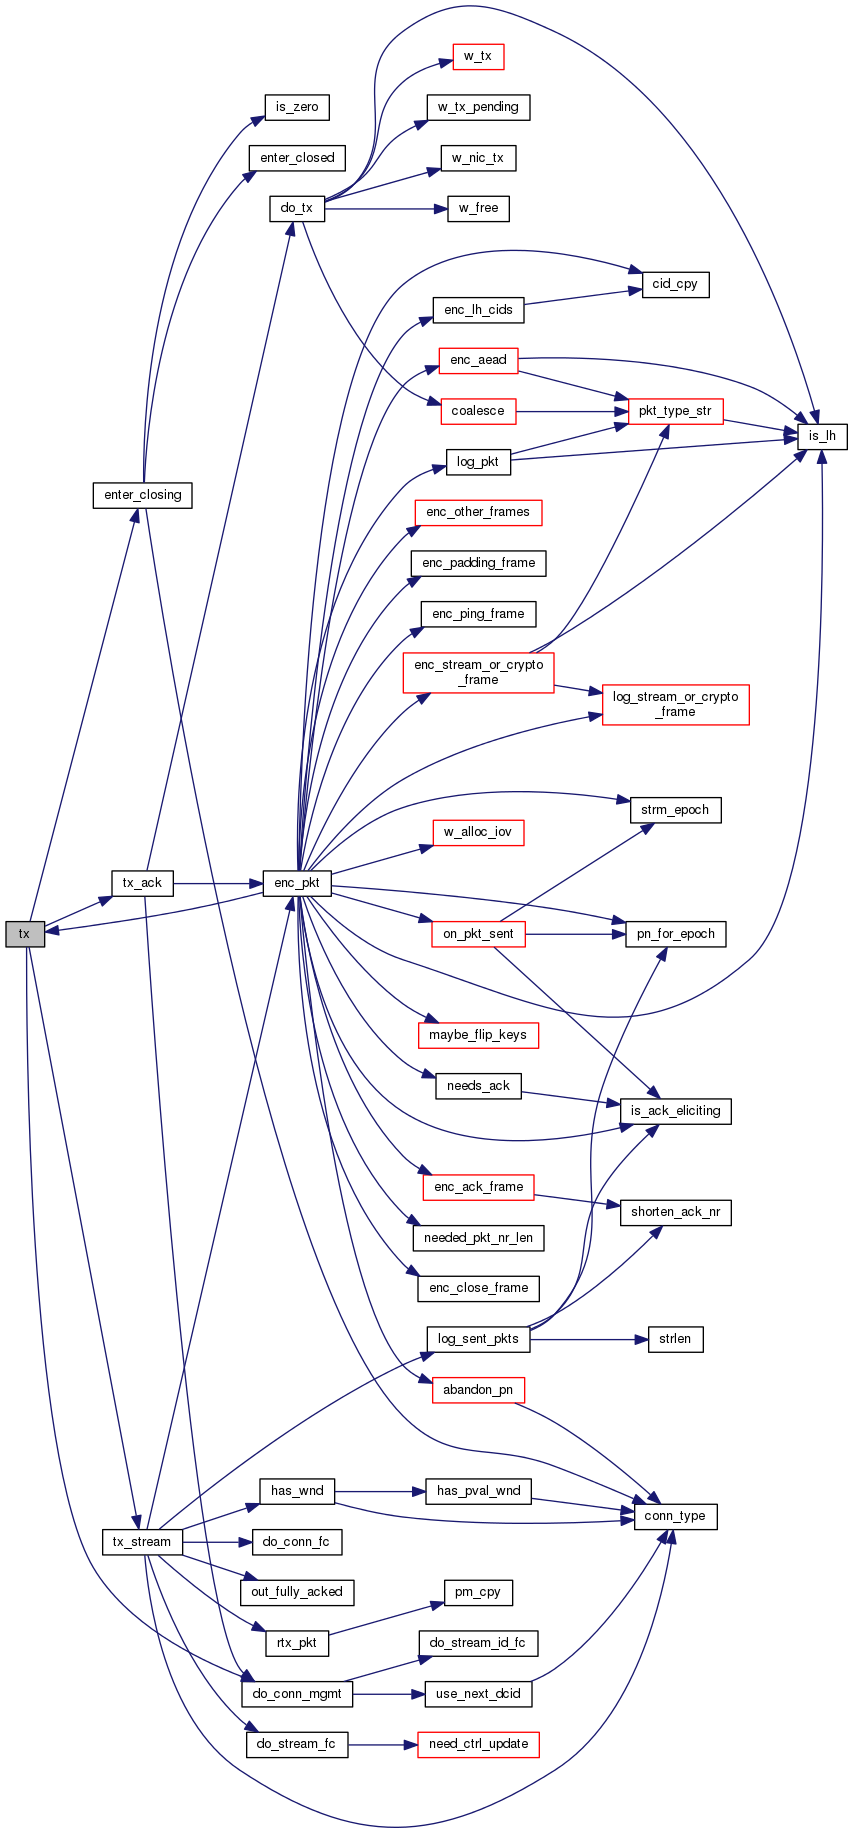 w_tx
is_zero
w_tx_pending
enter_closed
w_nic_tx
do_tx
w_free
cid_cpy
enc_lh_cids
enc_aead
coalesce
pkt_type_str
is_lh
log_pkt
enter_closing
enc_other_frames
enc_padding_frame
enc_ping_frame
enc_stream_or_crypto
_frame
log_stream_or_crypto
_frame
strm_epoch
w_alloc_iov
tx_ack
enc_pkt
tx
on_pkt_sent
pn_for_epoch
maybe_flip_keys
needs_ack
is_ack_eliciting
enc_ack_frame
shorten_ack_nr
needed_pkt_nr_len
enc_close_frame
log_sent_pkts
strlen
abandon_pn
has_wnd
has_pval_wnd
conn_type
tx_stream
do_conn_fc
out_fully_acked
pm_cpy
rtx_pkt
do_stream_id_fc
do_conn_mgmt
use_next_dcid
do_stream_fc
need_ctrl_update